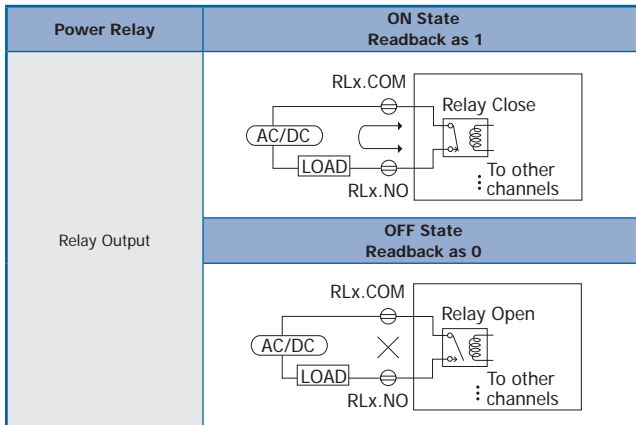 Power Relay
ON State
Readback as 1
Relay Output
RLx.COM
Relay Close
AC/DC
LOAD
RLx.NO
To other
channels
OFF State
Readback as 0
RLx.COM
Relay Open
AC/DC
LOAD
RLx.NO
To other
channels